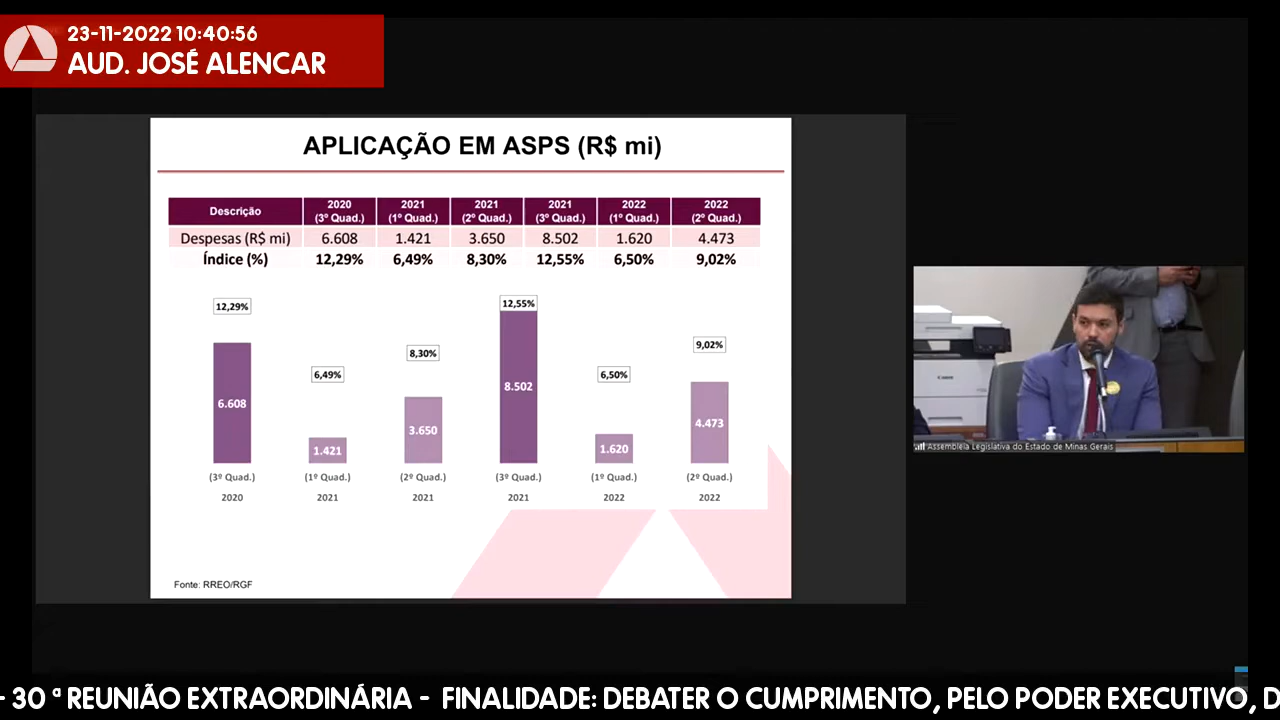 23-11-2022 10:40:56
AUD. JOSÉ ALENCAR
APLICAÇÃO EM ASPS (R$ mi)
Descrição 2020 (3º Quad.) 2021 (1º Quad.) 2021 (2º Quad.) 2021 (3º Quad.) 2022 (1º Quad.) 2022 (2º Quad.)
Despesas (R$ mi) 6.608 1.421 3.650 8.502 1.620 4.473
Índice (%) 12,29% 6,49% 8,30% 12,55% 6,50% 9,02%
12,29% 6,49% 8,30% 12,55% 6,50% 9,02%
6.608 1.421 3.650 8.502 1.620 4.473
(3º Quad.) (1º Quad.) (2º Quad.) (3º Quad.) (1º Quad.) (2º Quad.)
2020 2021 2021 2021 2022 2022
Fonte: RREO/RGF
Canon
Assembleia Legislativa do Estado de Minas Gerais
- 30 ª REUNIÃO EXTRAORDINÁRIA - FINALIDADE: DEBATER O CUMPRIMENTO, PELO PODER EXECUTIVO, D